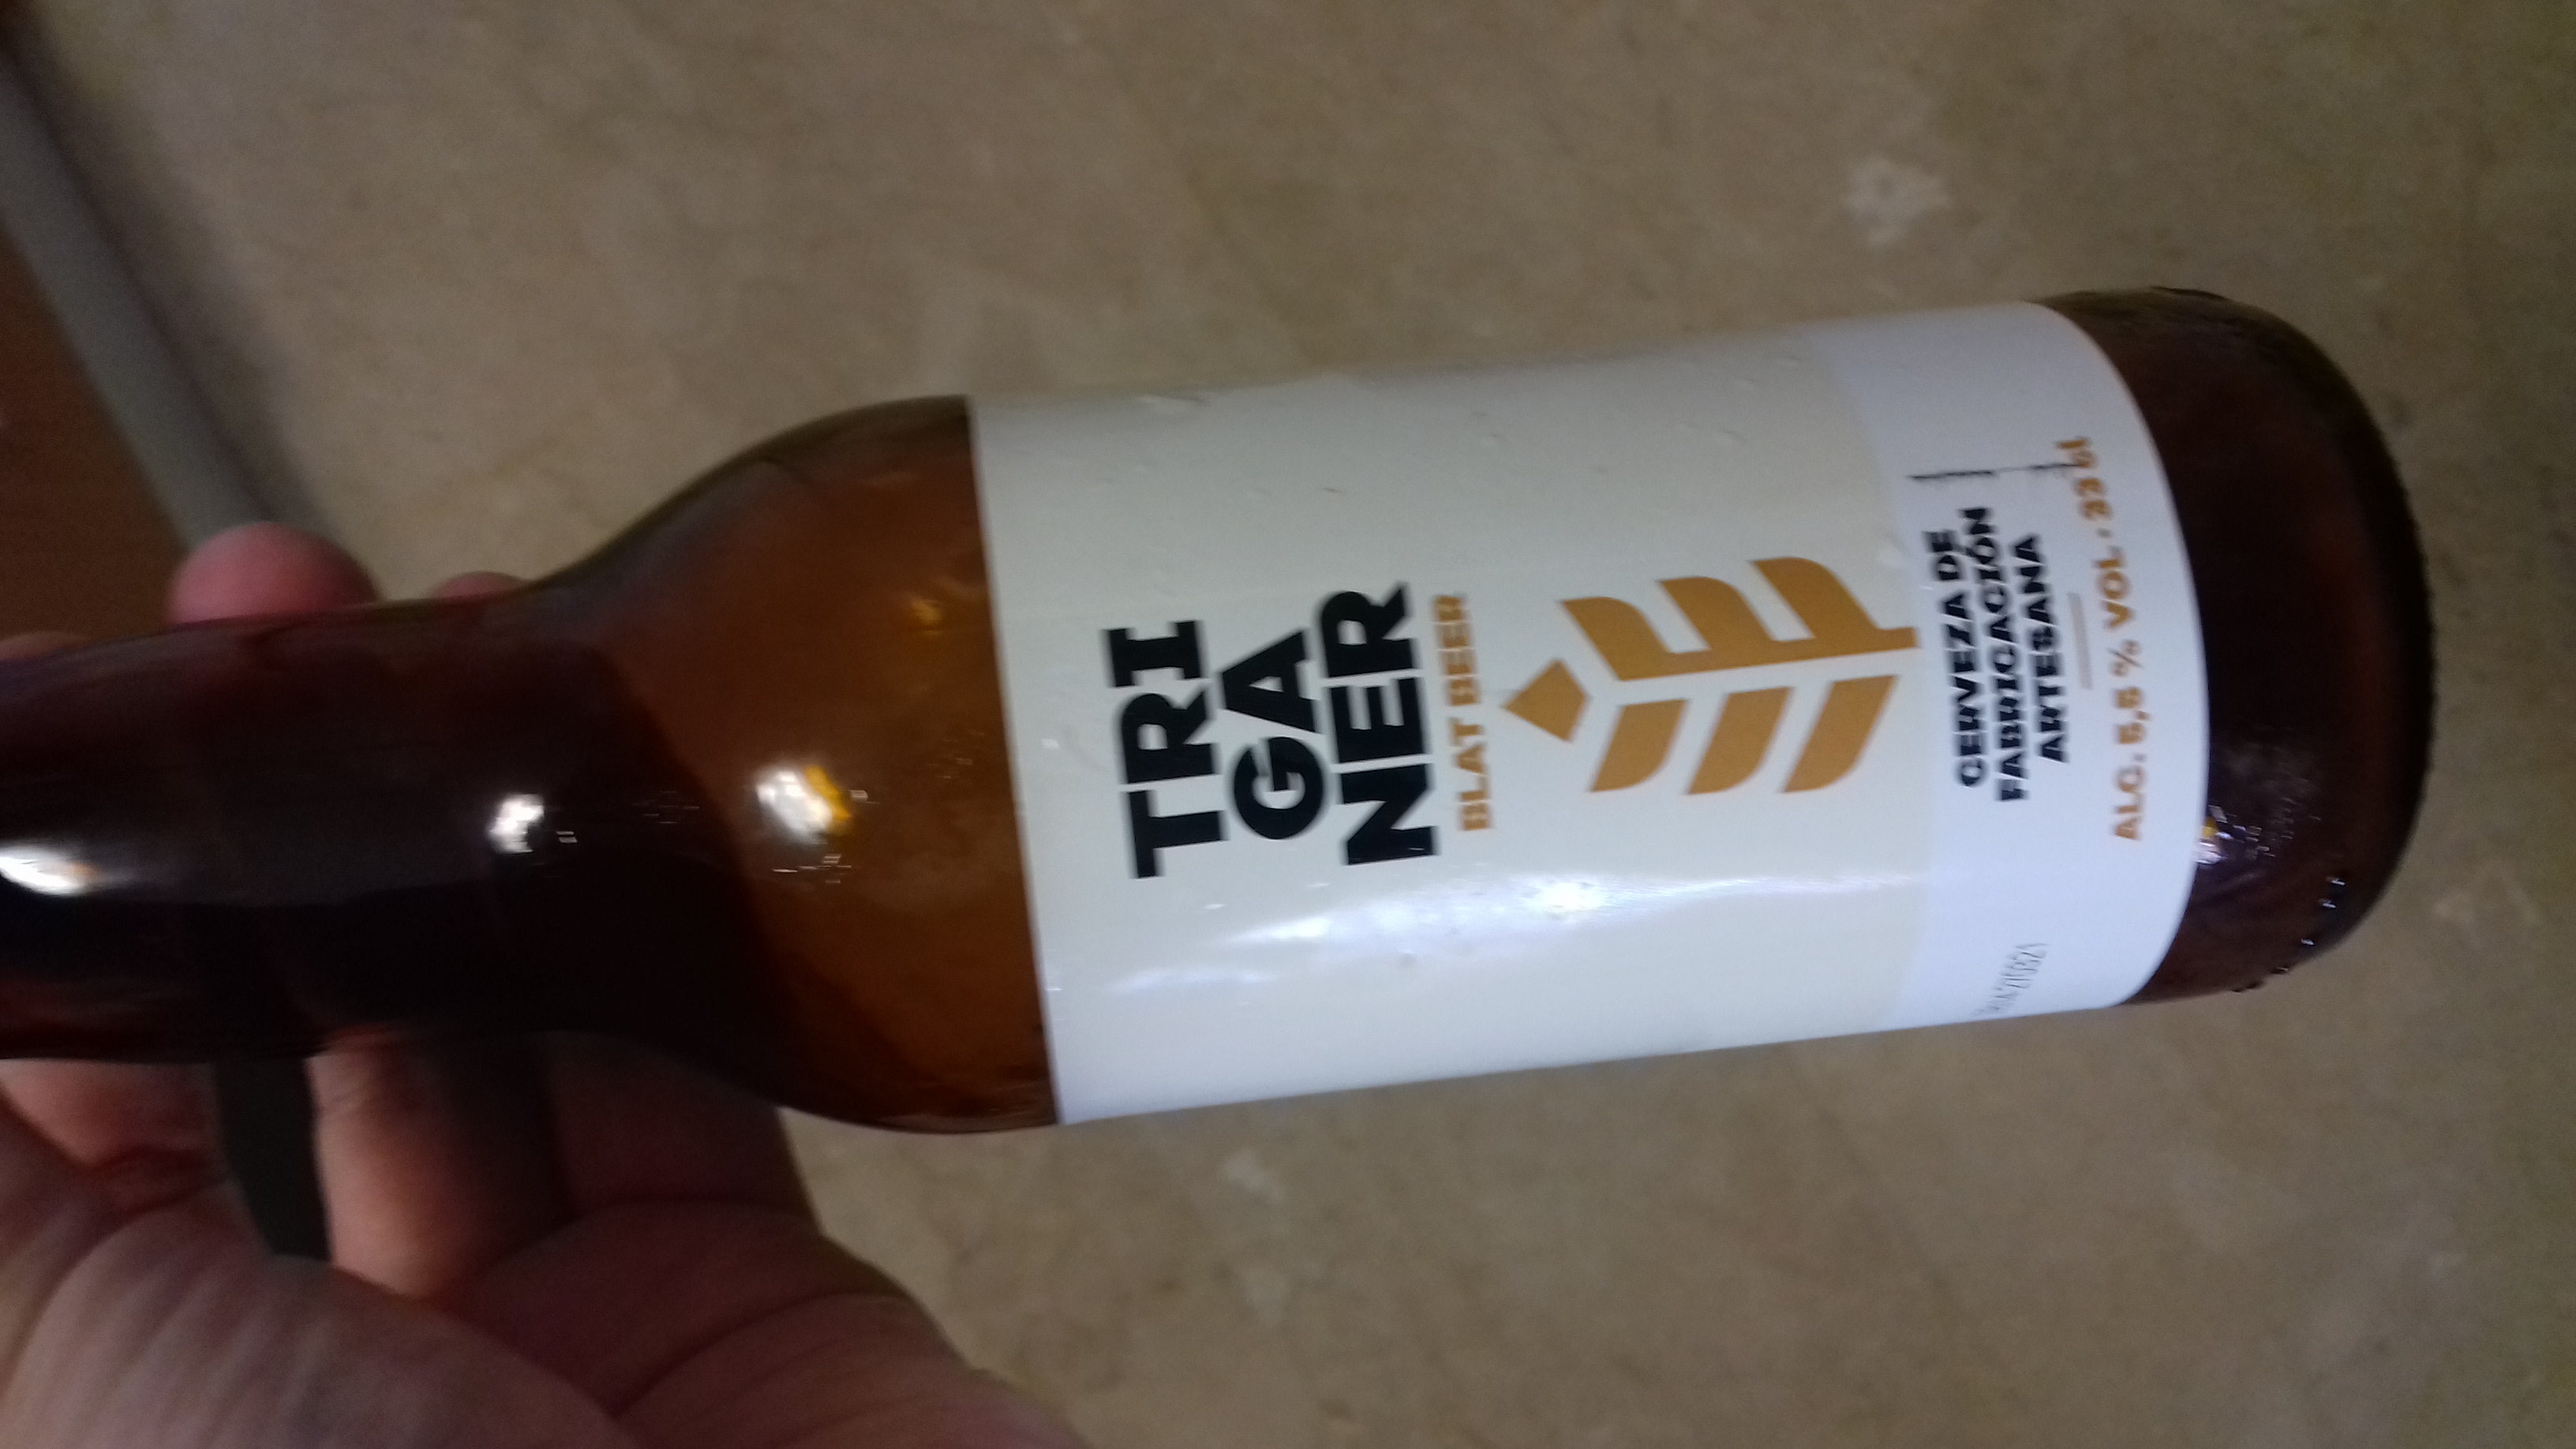 TRI
GA
NER
BLAT BEER
CERVEZA DE
FABRICACIÓN
ARTESANA
ALC. 5,5 % VOL. · 33 cl